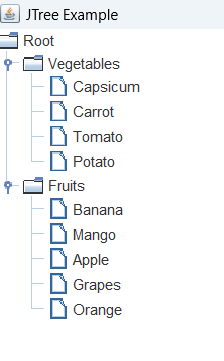 JTree Example
Root
Vegetables
Capsicum
Carrot
Tomato
Potato
Fruits
Banana
Mango
Apple
Grapes
Orange